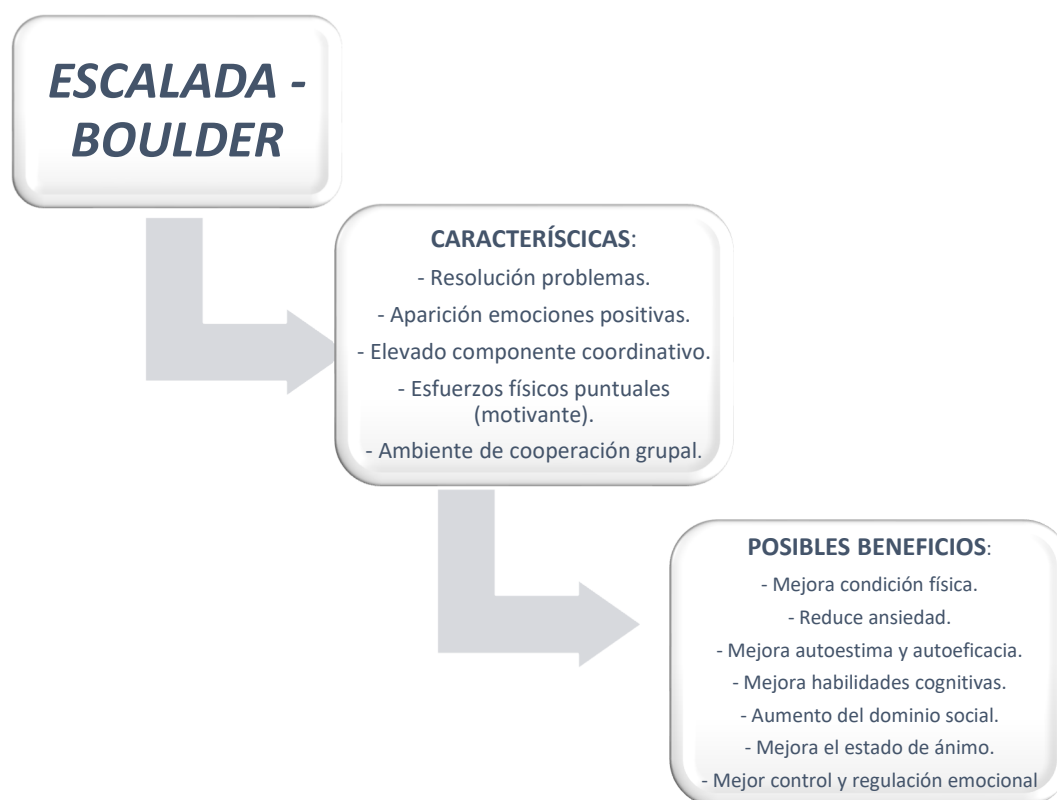 ESCALADA -
BOULDER
CARACTERÍSCICAS:
- Resolución problemas.
- Aparición emociones positivas.
- Elevado componente coordinativo.
- Esfuerzos físicos puntuales
(motivante).
- Ambiente de cooperación grupal.
POSIBLES BENEFICIOS:
- Mejora condición física.
- Reduce ansiedad.
- Mejora autoestima y autoeficacia.
- Mejora habilidades cognitivas.
- Aumento del dominio social.
- Mejora el estado de ánimo.
- Mejor control y regulación emocional